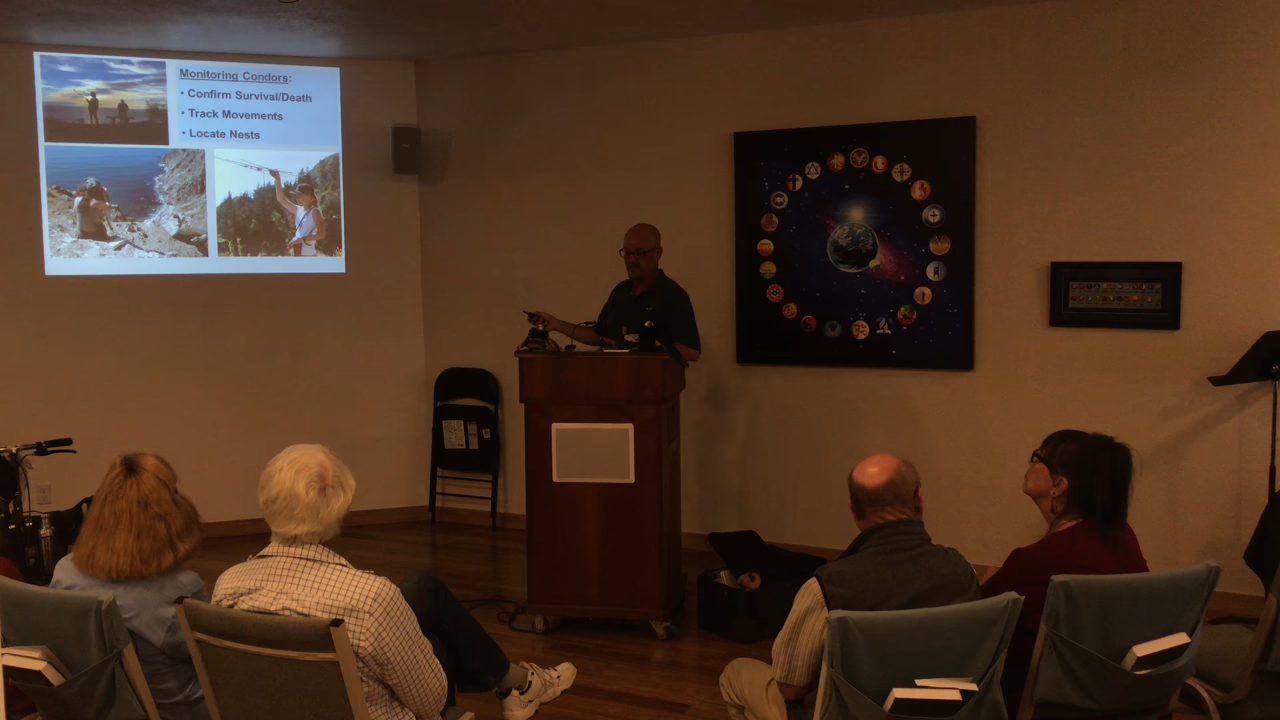 Monitoring Condors:
• Confirm Survival/Death
• Track Movements
• Locate Nests